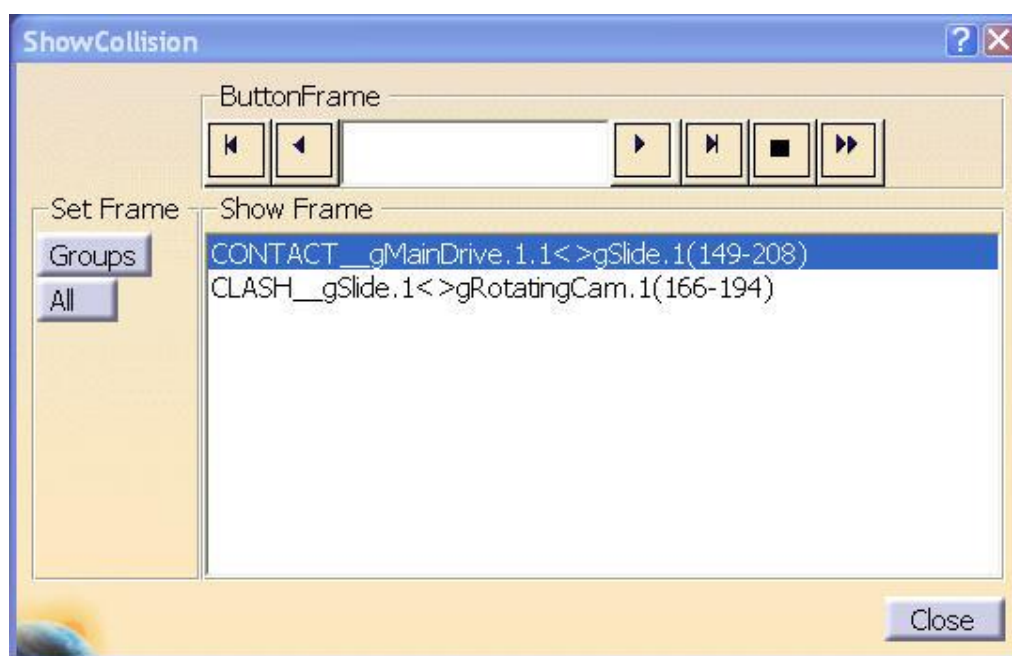 ShowCollision
ButtonFrame
Set Frame
Show Frame
Groups
All
CONTACT__gMainDrive.1.1<>gSlide.1(149-208)
CLASH__gSlide.1<>gRotatingCam.1(166-194)
Close